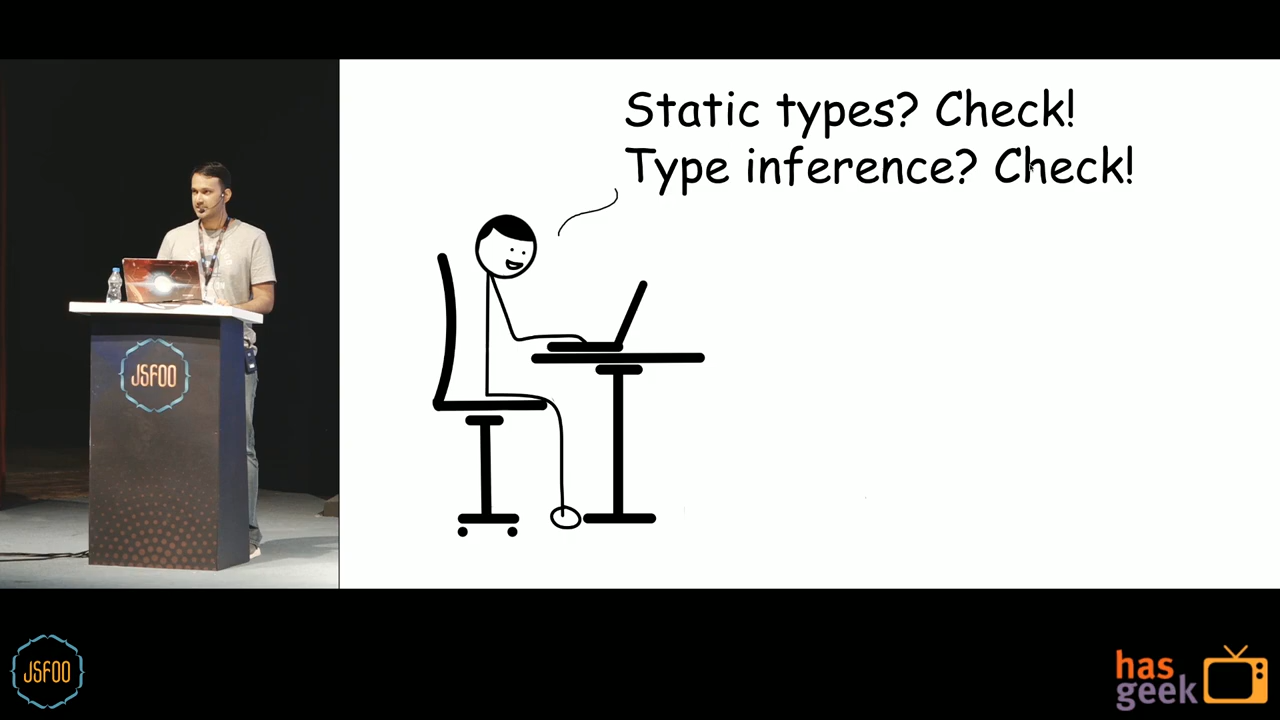 Static types? Check!
Type inference? Check!
JSFOO
JSFOO
has
geek